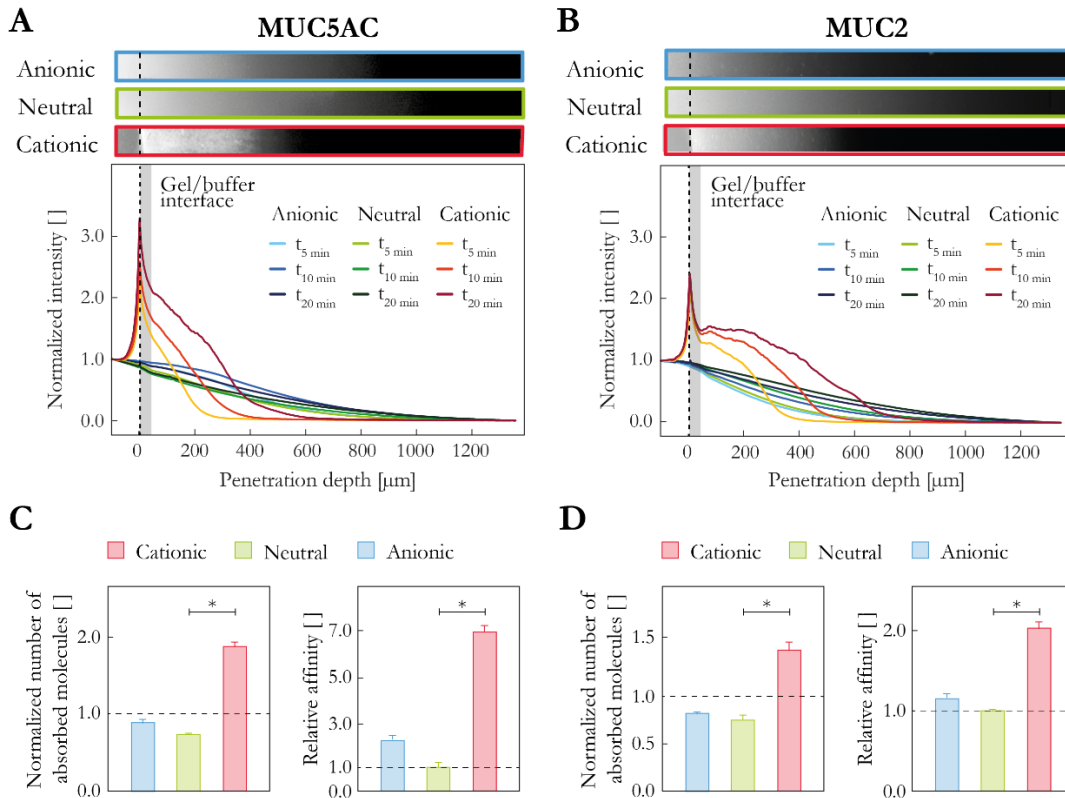 A
MUC5AC
Anionic
Neutral
Cationic
Gel/buffer
interface
Anionic Neutral Cationic
t5 min t5 min t5 min
t10 min t10 min t10 min
t20 min t20 min t20 min
Normalized intensity [ ]
3.0
2.0
1.0
0.0
0 200 400 600 800 1000 1200
Penetration depth [µm]
B
MUC2
Anionic
Neutral
Cationic
Gel/buffer
interface
Anionic Neutral Cationic
t5 min t5 min t5 min
t10 min t10 min t10 min
t20 min t20 min t20 min
Normalized intensity [ ]
3.0
2.0
1.0
0.0
0 200 400 600 800 1000 1200
Penetration depth [µm]
C
Cationic Neutral Anionic
Normalized number of
absorbed molecules [ ]
2.0
1.0
0.0
*
Relative affinity [ ]
7.0
5.0
3.0
1.0
0.0
*
D
Cationic Neutral Anionic
Normalized number of
absorbed molecules [ ]
1.5
1.0
0.5
0.0
*
Relative affinity [ ]
2.0
1.0
0.0
*